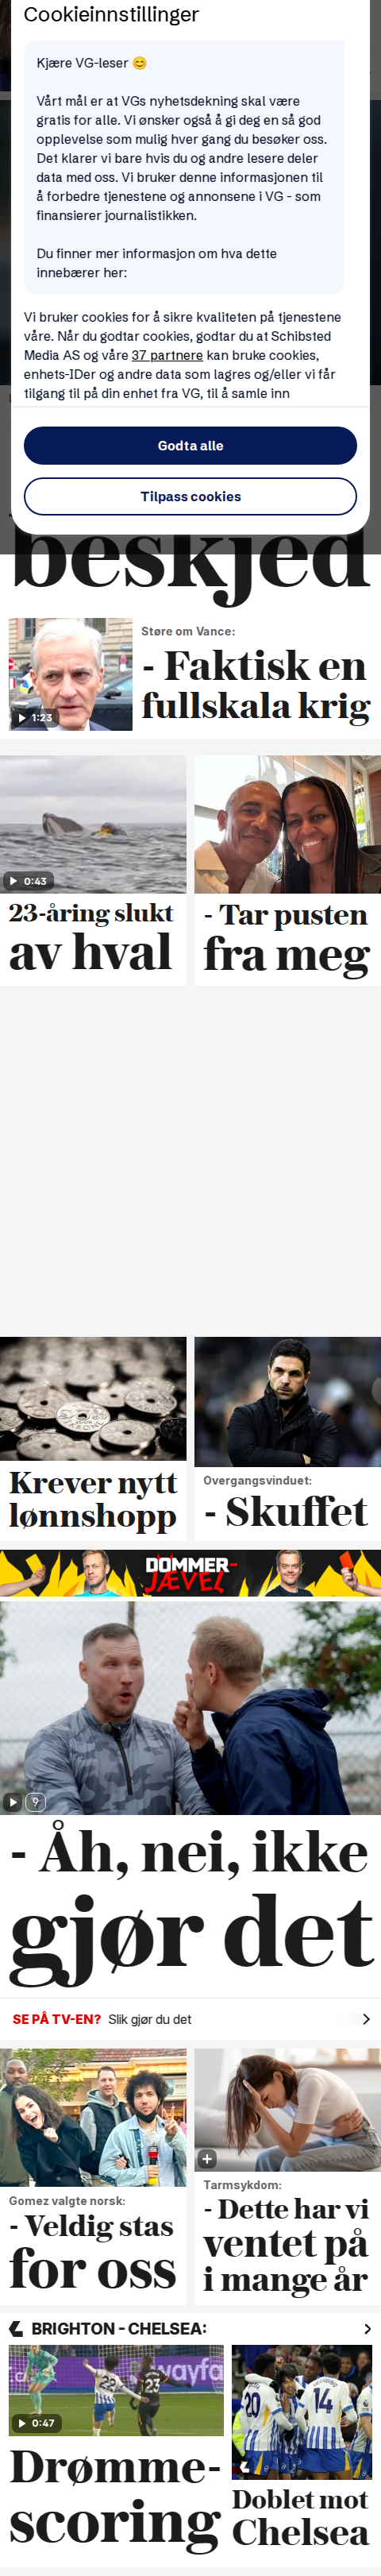 Cookieinnstillinger
Kjære VG-leser 😊
Vårt mål er at VGs nyhetsdekning skal være
gratis for alle. Vi ønsker også å gi deg en så god
opplevelse som mulig hver gang du besøker oss.
Det klarer vi bare hvis du og andre lesere deler
data med oss. Vi bruker denne informasjonen til
å forbedre tjenestene og annonsene i VG - som
finansierer journalistikken.
Du finner mer informasjon om hva dette
innebærer her:
Vi bruker cookies for å sikre kvaliteten på tjenestene
våre. Når du godtar cookies, godtar du at Schibsted
Media AS og våre 37 partnere kan bruke cookies,
enhets-IDer og andre data som lagres og/eller vi får
tilgang til på din enhet fra VG, til å samle inn
Godta alle
Tilpass cookies
beskjed
Støre om Vance:
- Faktisk en
fullskala krig
1:23
0:43
23-åring slukt
av hval
- Tar pusten
fra meg
Krever nytt
lønnshopp
Overgangsvinduet:
- Skuffet
DOMMER-
JÆVEL
9
- Åh, nei, ikke
gjør det
SE PÅ TV-EN? Slik gjør du det
Gomez valgte norsk:
- Veldig stas
for oss
Tarmsykdom:
- Dette har vi
ventet på
i mange år
BRIGHTON - CHELSEA:
0:47
Drømme-
scoring
Doblet mot
Chelsea